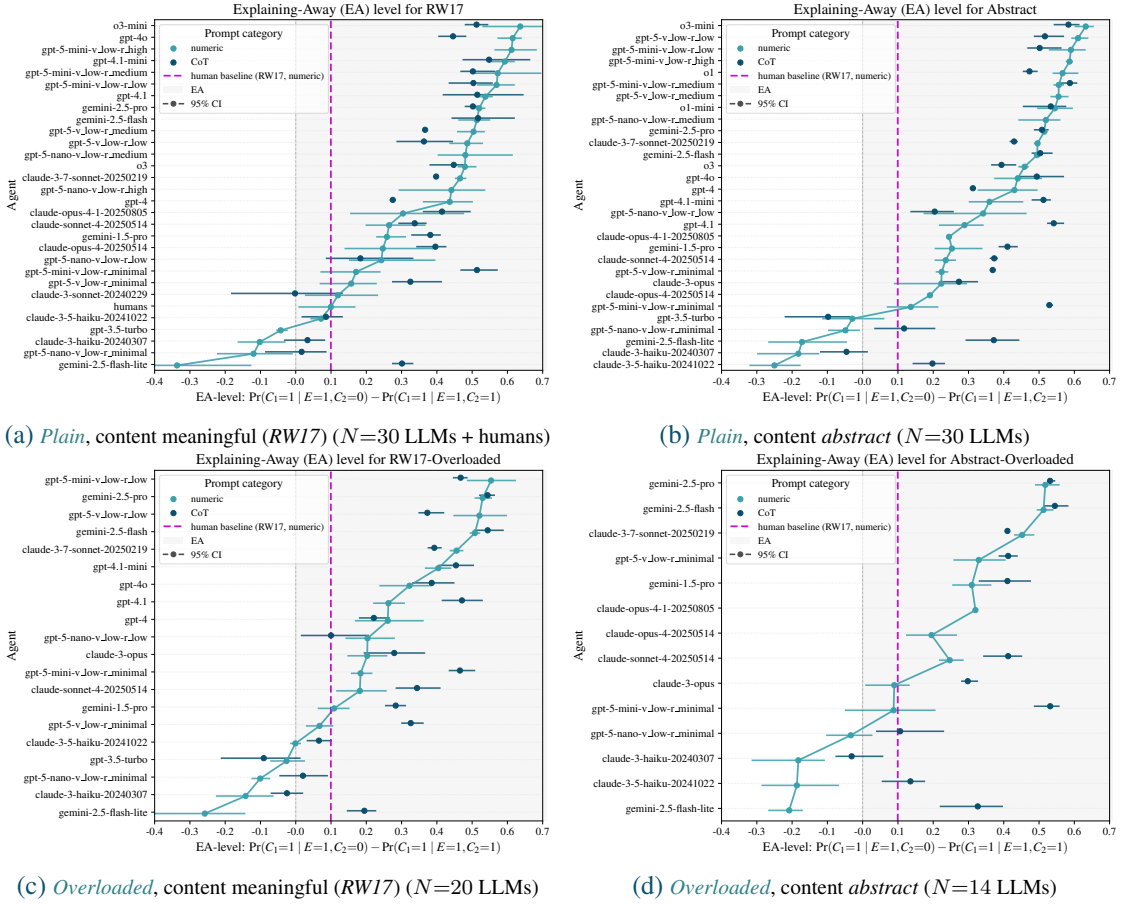 Explaining-Away (EA) level for RW17
Agent
o3-mini
gpt-4o
gpt-5-mini-v_low-r_high
gpt-4.1-mini
gpt-5-mini-v_low-r_medium
gpt-5-mini-v_low-r_low
gpt-4.1
gemini-2.5-pro
gemini-2.5-flash
gpt-5-v_low-r_medium
gpt-5-v_low-r_low
gpt-5-nano-v_low-r_medium
o3
claude-3-7-sonnet-20250219
gpt-5-nano-v_low-r_high
gpt-4
claude-opus-4-1-20250805
claude-sonnet-4-20250514
gemini-1.5-pro
claude-opus-4-20250514
gpt-5-nano-v_low-r_low
gpt-5-mini-v_low-r_minimal
gpt-5-v_low-r_minimal
claude-3-sonnet-20240229
humans
claude-3-5-haiku-20241022
gpt-3.5-turbo
claude-3-haiku-20240307
gpt-5-nano-v_low-r_minimal
gemini-2.5-flash-lite
Prompt category
numeric
CoT
human baseline (RW17, numeric)
EA
95% CI
-0.4 -0.3 -0.2 -0.1 0.0 0.1 0.2 0.3 0.4 0.5 0.6 0.7
EA-level: Pr(C₁=1 | E=1,C₂=0) − Pr(C₁=1 | E=1,C₂=1)
(a) Plain, content meaningful (RW17) (N=30 LLMs + humans)
Explaining-Away (EA) level for Abstract
Agent
o3-mini
gpt-5-v_low-r_low
gpt-5-mini-v_low-r_low
gpt-5-mini-v_low-r_high
o1
gpt-5-mini-v_low-r_medium
gpt-5-v_low-r_medium
o1-mini
gpt-5-nano-v_low-r_medium
gemini-2.5-pro
claude-3-7-sonnet-20250219
gemini-2.5-flash
o3
gpt-4o
gpt-4
gpt-4.1-mini
gpt-5-nano-v_low-r_low
gpt-4.1
claude-opus-4-1-20250805
gemini-1.5-pro
claude-sonnet-4-20250514
gpt-5-v_low-r_minimal
claude-3-opus
claude-opus-4-20250514
gpt-5-mini-v_low-r_minimal
gpt-3.5-turbo
gpt-5-nano-v_low-r_minimal
gemini-2.5-flash-lite
claude-3-haiku-20240307
claude-3-5-haiku-20241022
Prompt category
numeric
CoT
human baseline (RW17, numeric)
EA
95% CI
-0.4 -0.3 -0.2 -0.1 0.0 0.1 0.2 0.3 0.4 0.5 0.6 0.7
EA-level: Pr(C₁=1 | E=1,C₂=0) − Pr(C₁=1 | E=1,C₂=1)
(b) Plain, content abstract (N=30 LLMs)
Explaining-Away (EA) level for RW17-Overloaded
Agent
gpt-5-mini-v_low-r_low
gemini-2.5-pro
gpt-5-v_low-r_low
gemini-2.5-flash
claude-3-7-sonnet-20250219
gpt-4.1-mini
gpt-4o
gpt-4.1
gpt-4
gpt-5-nano-v_low-r_low
claude-3-opus
gpt-5-mini-v_low-r_minimal
claude-sonnet-4-20250514
gemini-1.5-pro
gpt-5-v_low-r_minimal
claude-3-5-haiku-20241022
gpt-3.5-turbo
gpt-5-nano-v_low-r_minimal
claude-3-haiku-20240307
gemini-2.5-flash-lite
Prompt category
numeric
CoT
human baseline (RW17, numeric)
EA
95% CI
-0.4 -0.3 -0.2 -0.1 0.0 0.1 0.2 0.3 0.4 0.5 0.6 0.7
EA-level: Pr(C₁=1 | E=1,C₂=0) − Pr(C₁=1 | E=1,C₂=1)
(c) Overloaded, content meaningful (RW17) (N=20 LLMs)
Explaining-Away (EA) level for Abstract-Overloaded
Agent
gemini-2.5-pro
gemini-2.5-flash
claude-3-7-sonnet-20250219
gpt-5-v_low-r_minimal
gemini-1.5-pro
claude-opus-4-1-20250805
claude-opus-4-20250514
claude-sonnet-4-20250514
claude-3-opus
gpt-5-mini-v_low-r_minimal
gpt-5-nano-v_low-r_minimal
claude-3-haiku-20240307
claude-3-5-haiku-20241022
gemini-2.5-flash-lite
Prompt category
numeric
CoT
human baseline (RW17, numeric)
EA
95% CI
-0.4 -0.3 -0.2 -0.1 0.0 0.1 0.2 0.3 0.4 0.5 0.6 0.7
EA-level: Pr(C₁=1 | E=1,C₂=0) − Pr(C₁=1 | E=1,C₂=1)
(d) Overloaded, content abstract (N=14 LLMs)